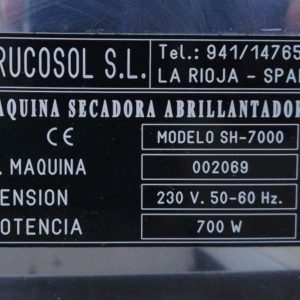 RUCOSOL S.L. Tel.: 941/14765
LA RIOJA - SPA
AQUINA SECADORA ABRILLANTADOR
CE MODELO SH-7000
. MAQUINA 002069
ENSION 230 V. 50-60 Hz.
OTENCIA 700 W